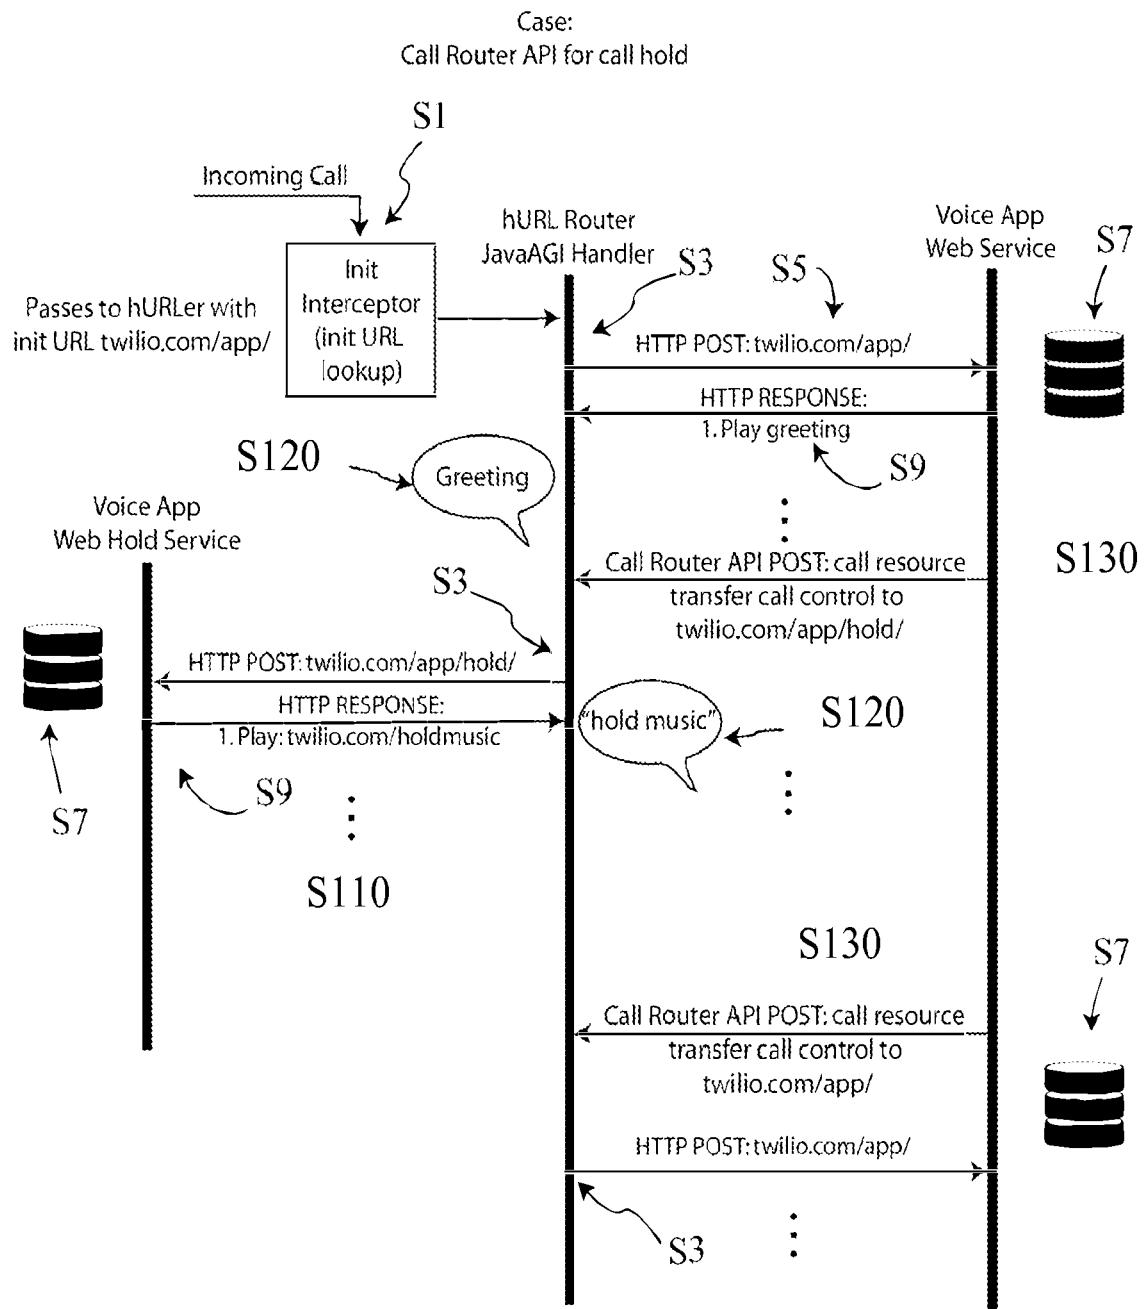 Case:
Call Router API for call hold
S1
Incoming Call
hURL Router
JavaAGI Handler
Voice App
Web Service
S3
S5
S7
Init
Interceptor
(init URL
lookup)
Passes to hURLer with
init URL twilio.com/app/
HTTP POST: twilio.com/app/
HTTP RESPONSE:
1. Play greeting
S120
Greeting
S9
Voice App
Web Hold Service
S130
Call Router API POST: call resource
transfer call control to
twilio.com/app/hold/
S3
HTTP POST: twilio.com/app/hold/
HTTP RESPONSE:
1. Play: twilio.com/holdmusic
"hold music"
S120
S9
S7
S110
S130
S7
Call Router API POST: call resource
transfer call control to
twilio.com/app/
HTTP POST: twilio.com/app/
S3